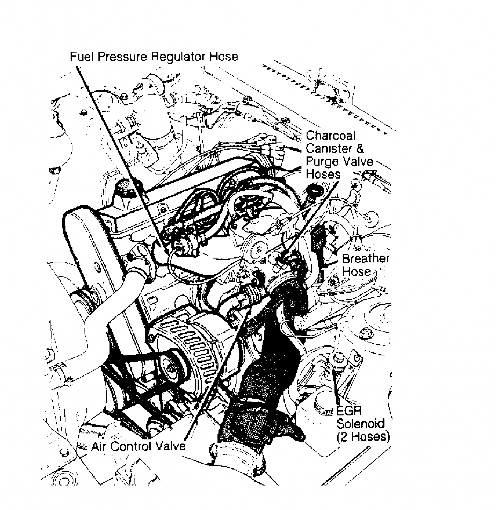 Fuel Pressure Regulator Hose
Charcoal
Canister &
Purge Valve
Hoses
Breather
Hose
EGR
Solenoid
(2 Hoses)
Air Control Valve